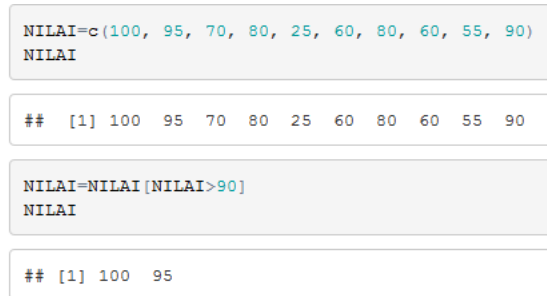 NILAI=c(100, 95, 70, 80, 25, 60, 80, 60, 55, 90)
NILAI
##  [1] 100  95  70  80  25  60  80  60  55  90
NILAI=NILAI[NILAI>90]
NILAI
## [1] 100  95